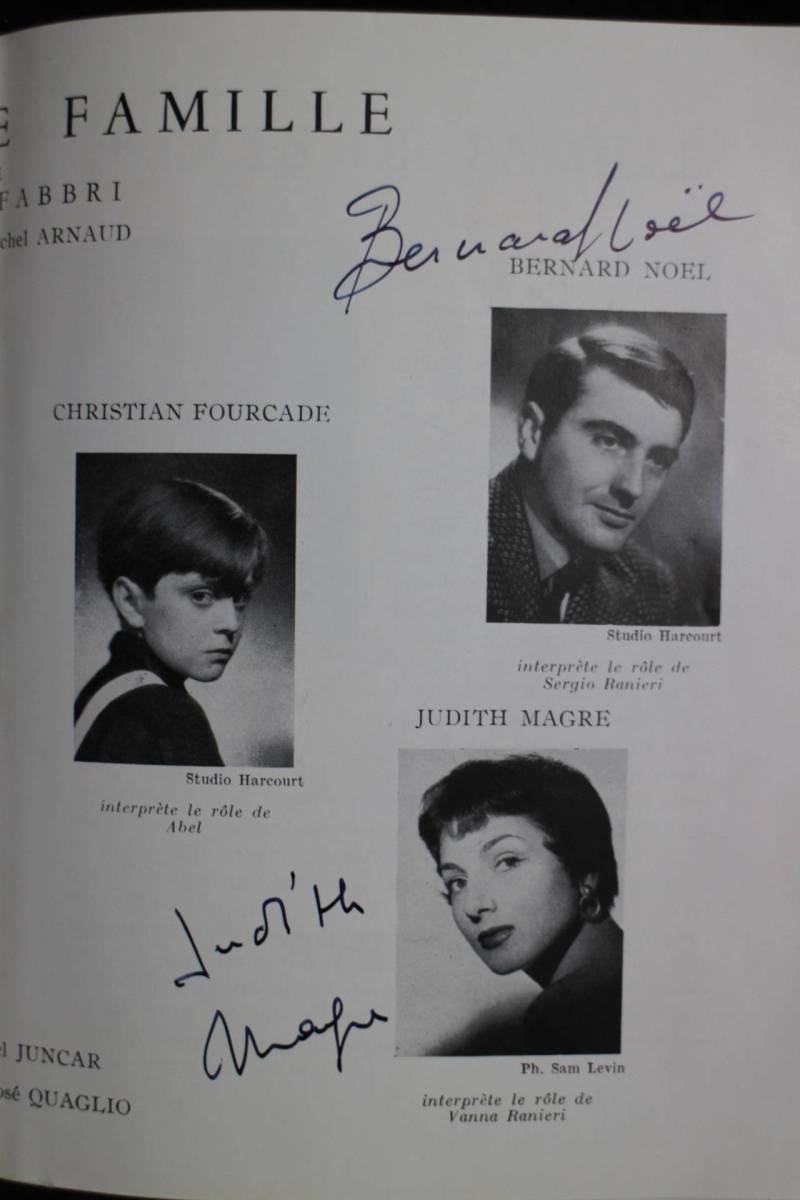 FAMILLE
FABBRI
ARNAUD
Bernard Noël
BERNARD NOEL
CHRISTIAN FOURCADE
Studio Harcourt
interprète le rôle de
Sergio Ranieri
JUDITH MAGRE
Studio Harcourt
interprète le rôle de
Abel
Judith
Magre
JUNCAR
QUAGLIO
Ph. Sam Levin
interprète le rôle de
Vanna Ranieri